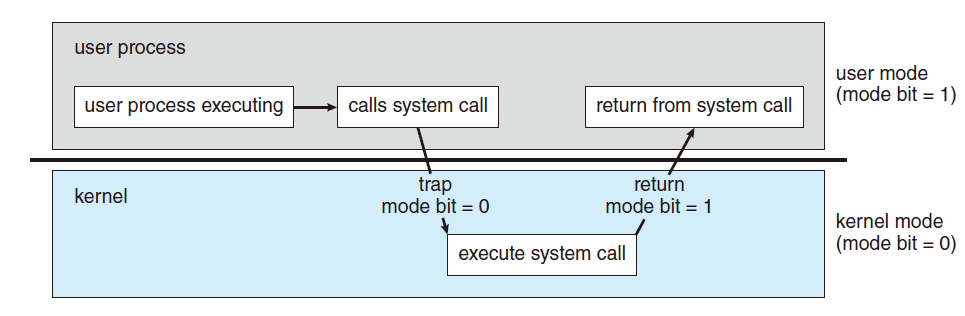 user process
user process executing
calls system call
return from system call
user mode
(mode bit = 1)
kernel
trap
mode bit = 0
return
mode bit = 1
execute system call
kernel mode
(mode bit = 0)